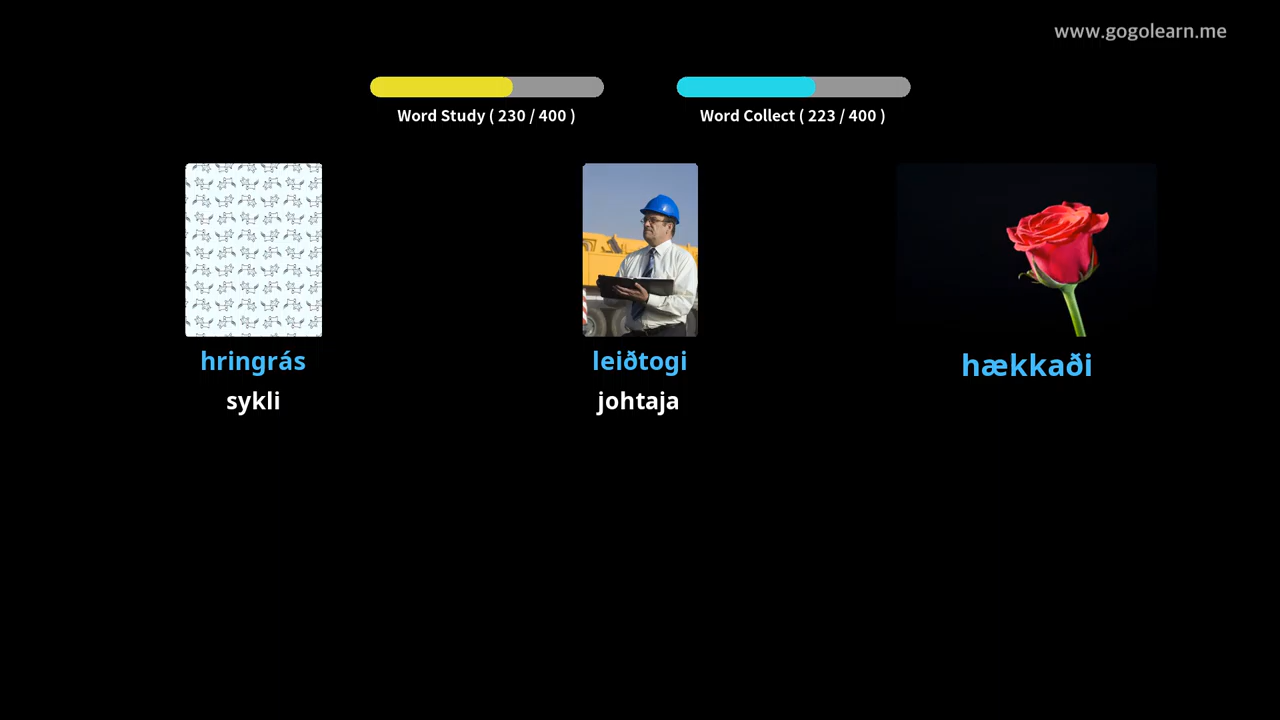 www.gogolearn.me
Word Study ( 230 / 400 )
Word Collect ( 223 / 400 )
hringrás
sykli
leiðtogi
johtaja
hækkaði